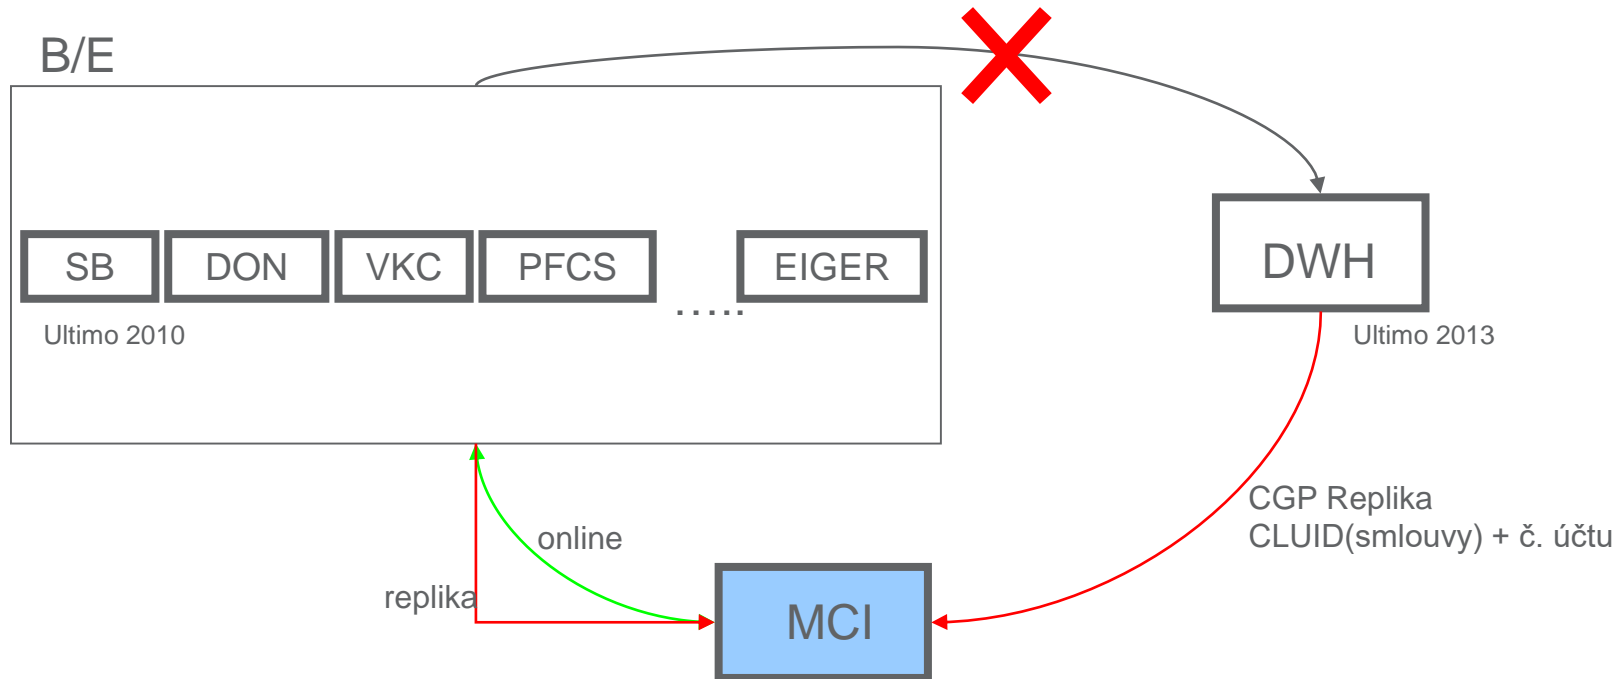 B/E
SB
DON
VKC
PFCS
.....
EIGER
DWH
Ultimo 2010
Ultimo 2013
CGP Replika
CLUID(smlouvy) + č. účtu
online
replika
MCI